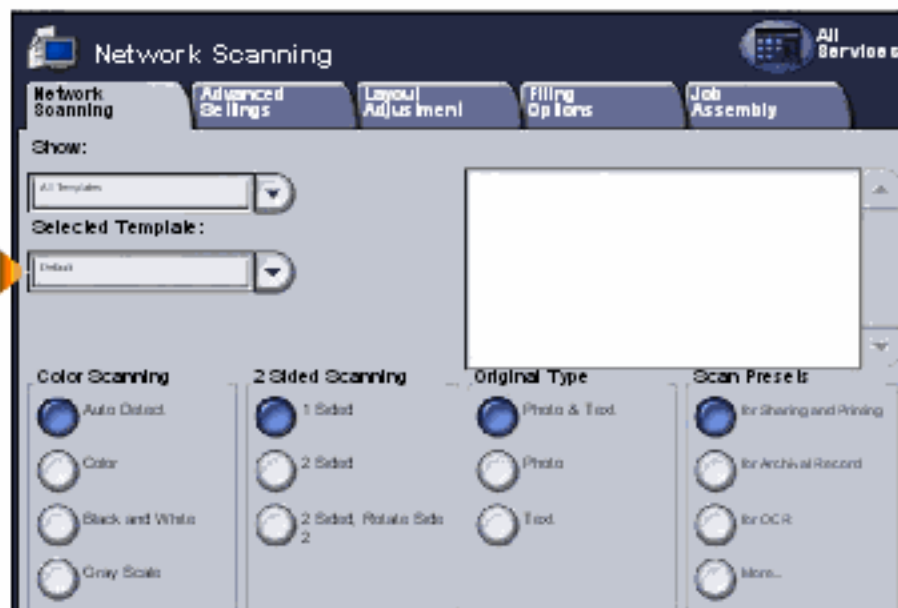 Network Scanning
All
Services
Network
Scanning
Advanced
Settings
Layout
Adjustment
Filing
Options
Job
Assembly
Show:
All Templates
Selected Template:
Default
Color Scanning
2 Sided Scanning
Original Type
Scan Presets
Auto Detect
1 Sided
Photo & Text
for Sharing and Printing
Color
2 Sided
Photo
for Archival Record
Black and White
2 Sided, Rotate Side
2
Text
for OCR
Gray Scale
More...